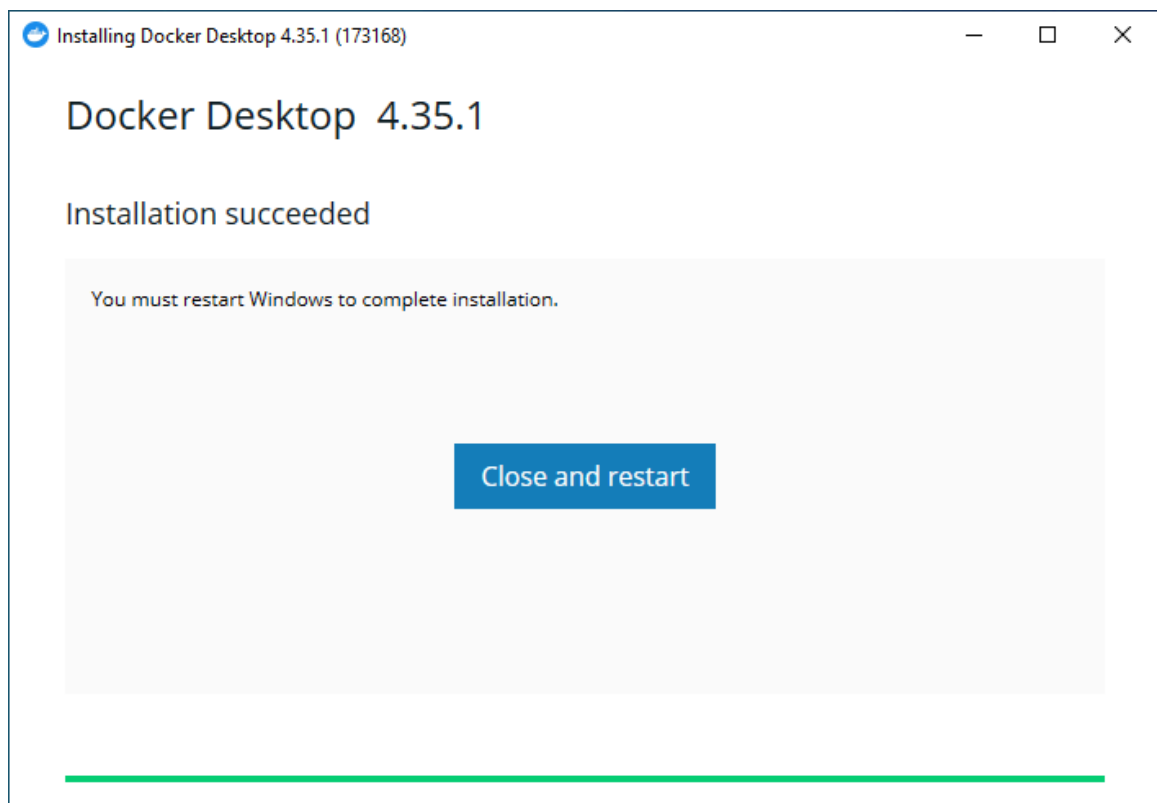 Installing Docker Desktop 4.35.1 (173168)
Docker Desktop 4.35.1
Installation succeeded
You must restart Windows to complete installation.
Close and restart